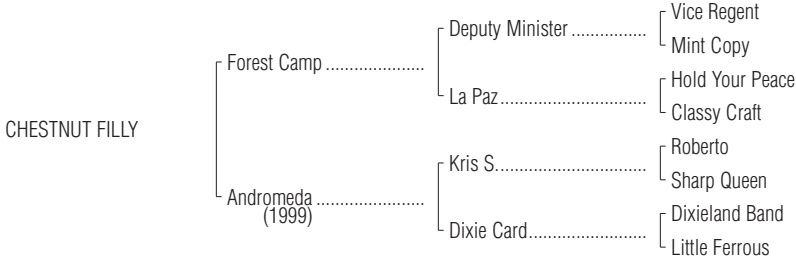 Vice Regent
Deputy Minister ................
Mint Copy
Forest Camp .....................
Hold Your Peace
La Paz ...............................
Classy Craft
CHESTNUT FILLY
Roberto
Kris S. ................................
Sharp Queen
Andromeda .......................
(1999)
Dixieland Band
Dixie Card.........................
Little Ferrous